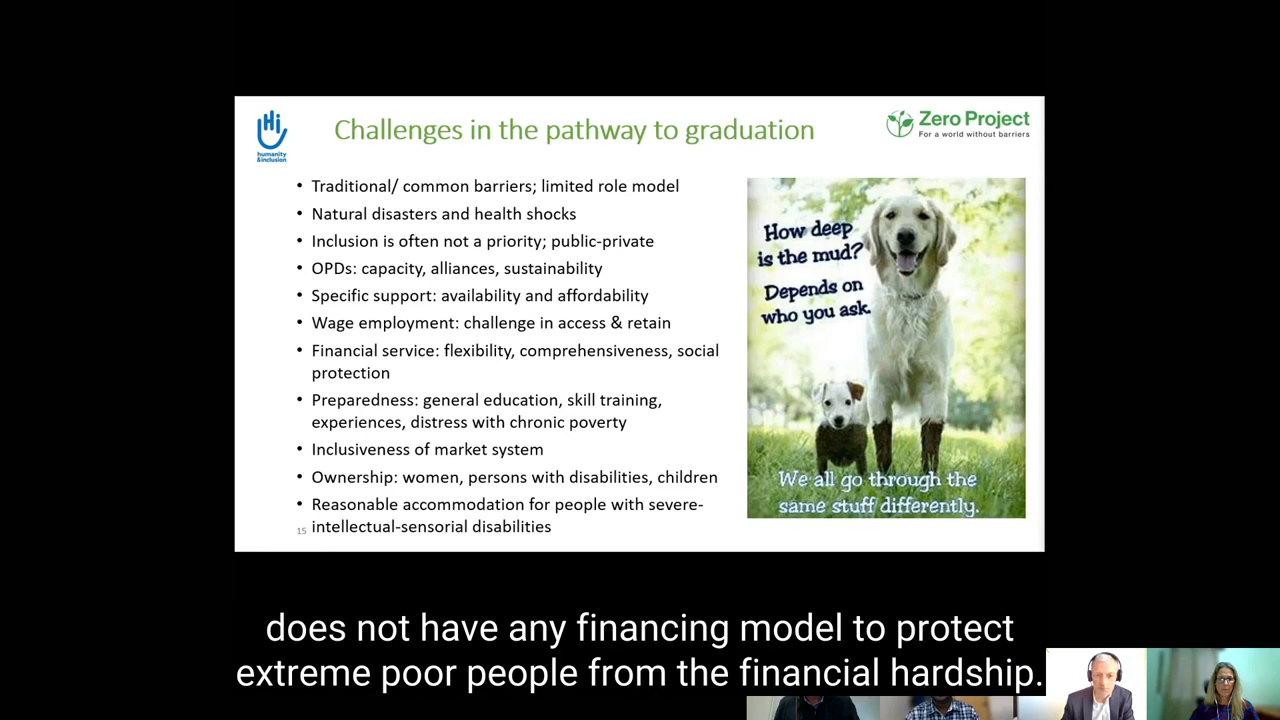 Hi
humanity
&inclusion
Challenges in the pathway to graduation
Zero Project
For a world without barriers
• Traditional/ common barriers; limited role model
• Natural disasters and health shocks
• Inclusion is often not a priority; public-private
• OPDs: capacity, alliances, sustainability
• Specific support: availability and affordability
• Wage employment: challenge in access & retain
• Financial service: flexibility, comprehensiveness, social
protection
• Preparedness: general education, skill training,
experiences, distress with chronic poverty
• Inclusiveness of market system
• Ownership: women, persons with disabilities, children
• Reasonable accommodation for people with severe-
intellectual-sensorial disabilities
15
How deep
is the mud?
Depends on
who you ask.
We all go through the
same stuff differently.
does not have any financing model to protect
extreme poor people from the financial hardship.